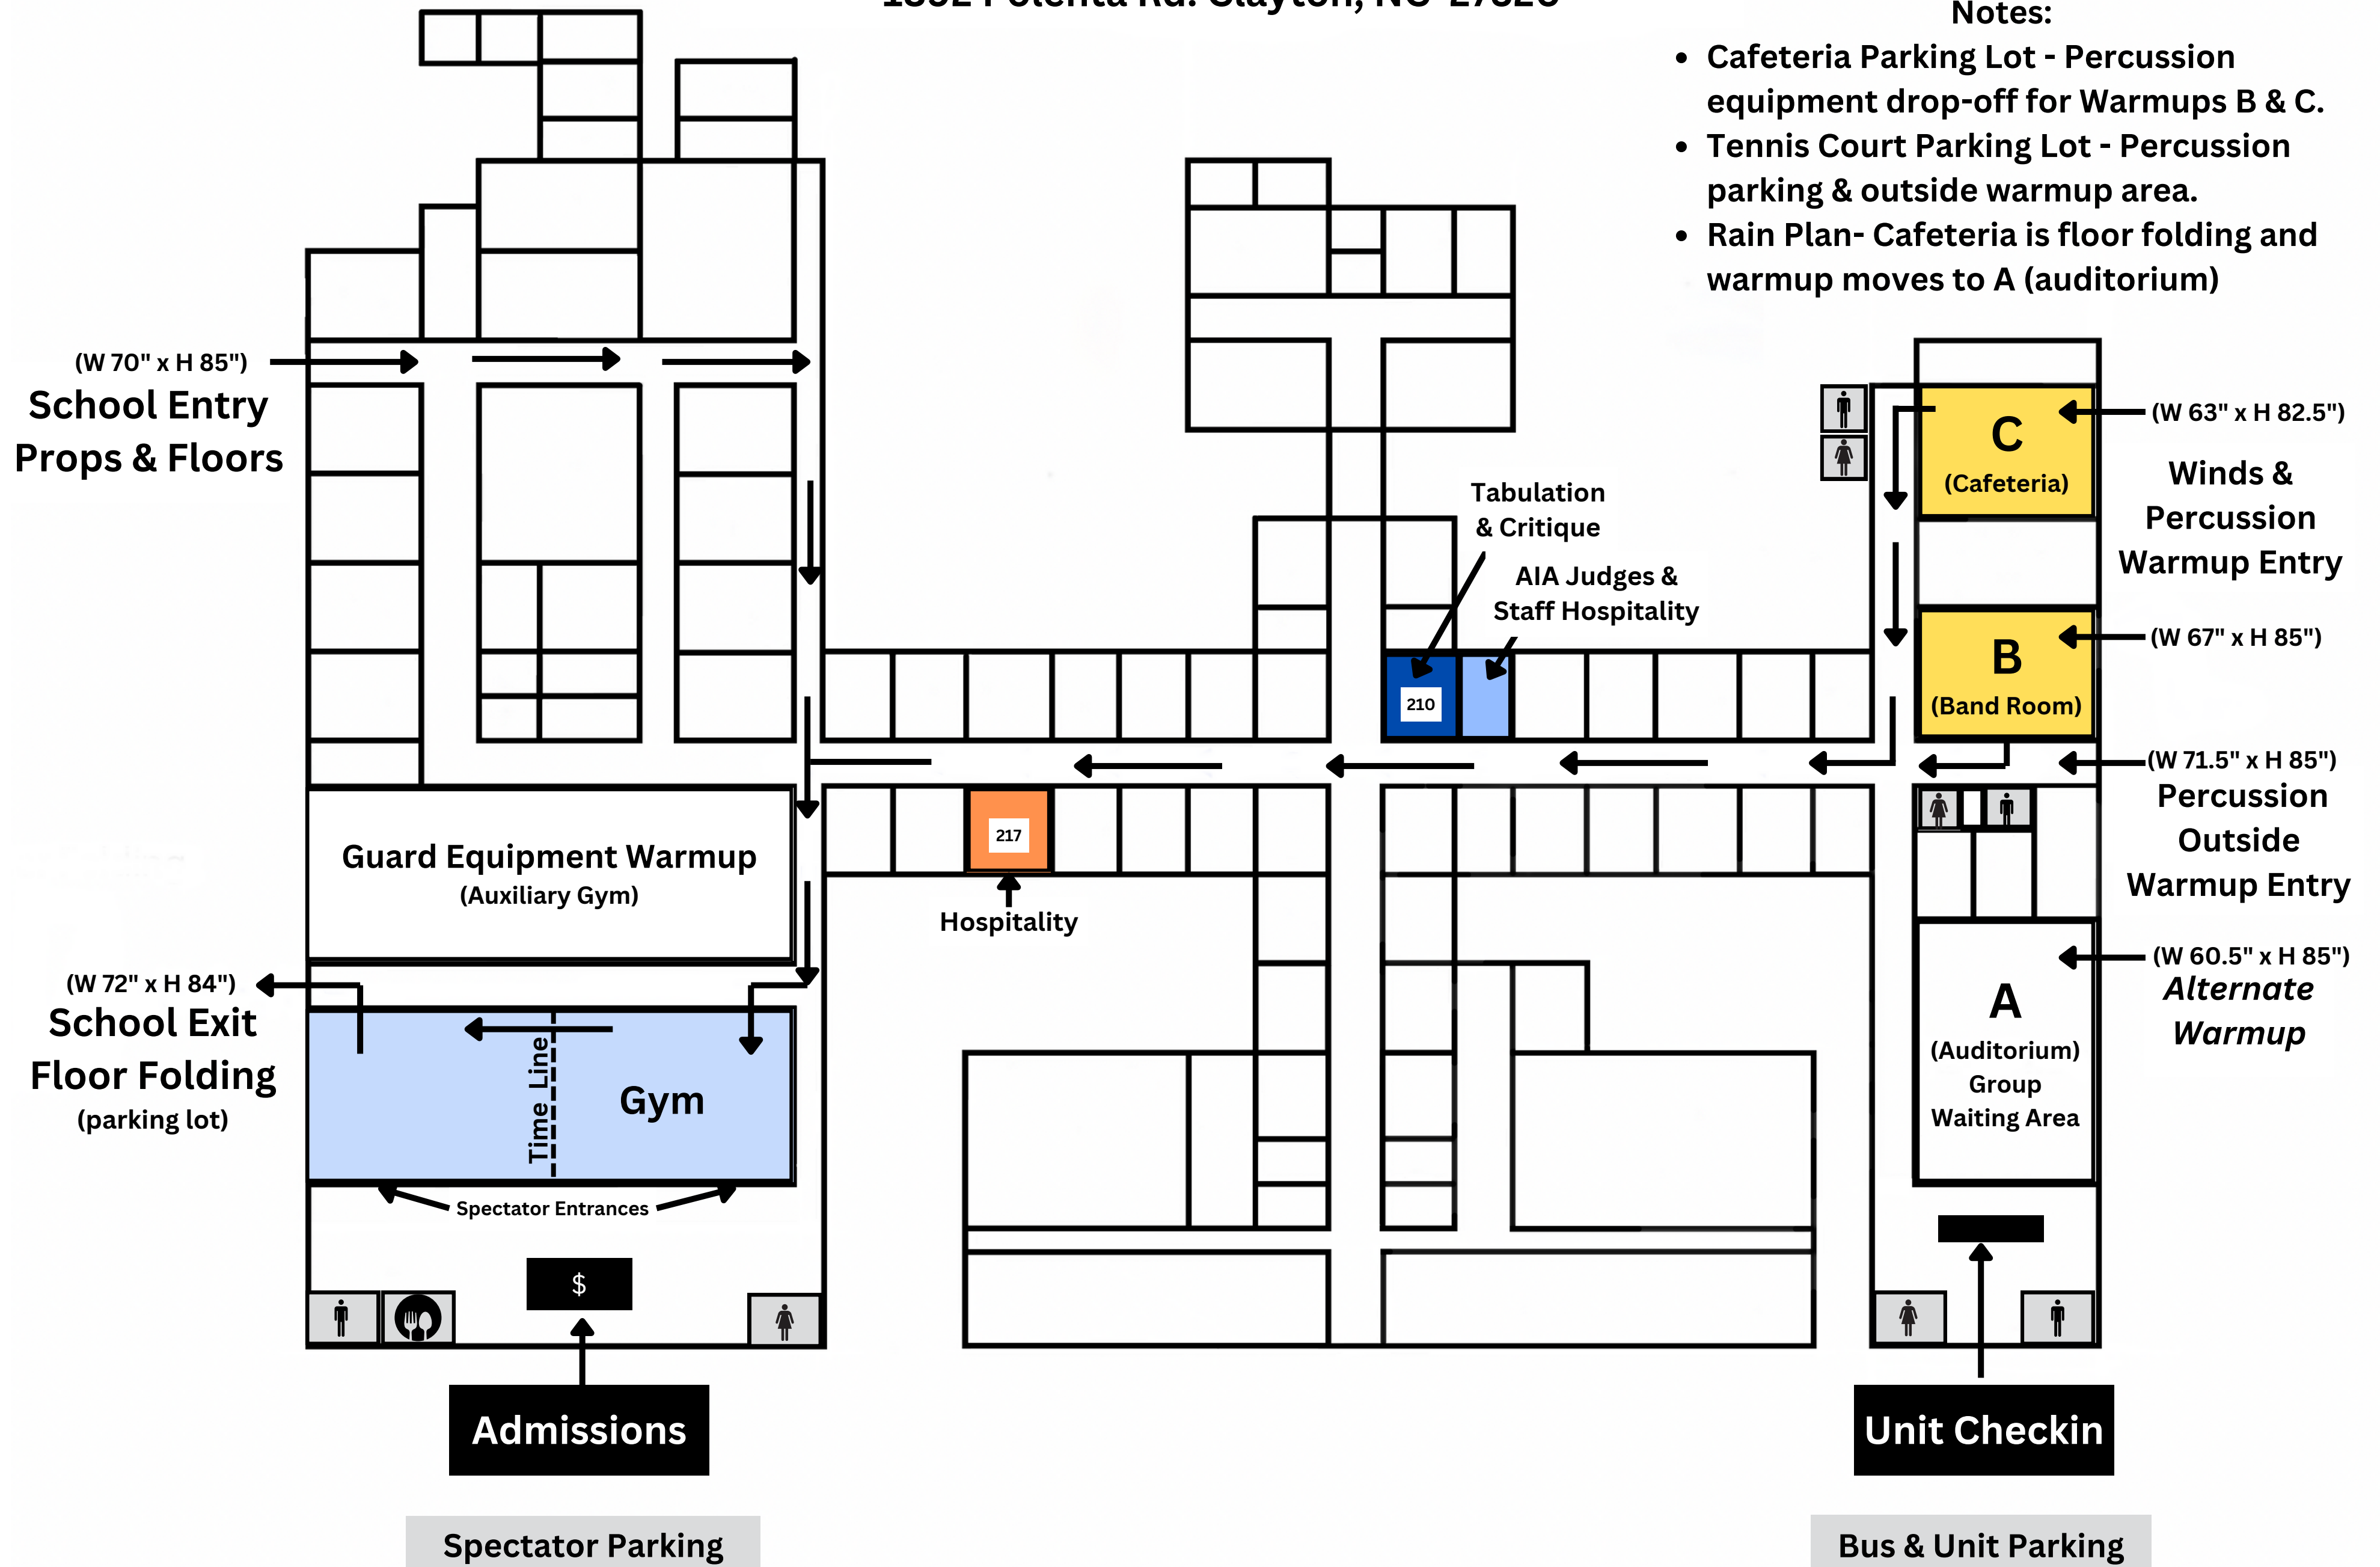 Notes:
• Cafeteria Parking Lot - Percussion
equipment drop-off for Warmups B & C.
• Tennis Court Parking Lot - Percussion
parking & outside warmup area.
• Rain Plan- Cafeteria is floor folding and
warmup moves to A (auditorium)
(W 70" x H 85")
School Entry
Props & Floors
C
(Cafeteria)
(W 63" x H 82.5")
Winds &
Percussion
Warmup Entry
Tabulation
& Critique
AIA Judges &
Staff Hospitality
210
B
(Band Room)
(W 67" x H 85")
(W 71.5" x H 85")
Percussion
Outside
Warmup Entry
Guard Equipment Warmup
(Auxiliary Gym)
217
Hospitality
(W 72" x H 84")
School Exit
Floor Folding
(parking lot)
Time Line
Gym
Spectator Entrances
A
(Auditorium)
Group
Waiting Area
(W 60.5" x H 85")
Alternate
Warmup
$
Admissions
Unit Checkin
Spectator Parking
Bus & Unit Parking